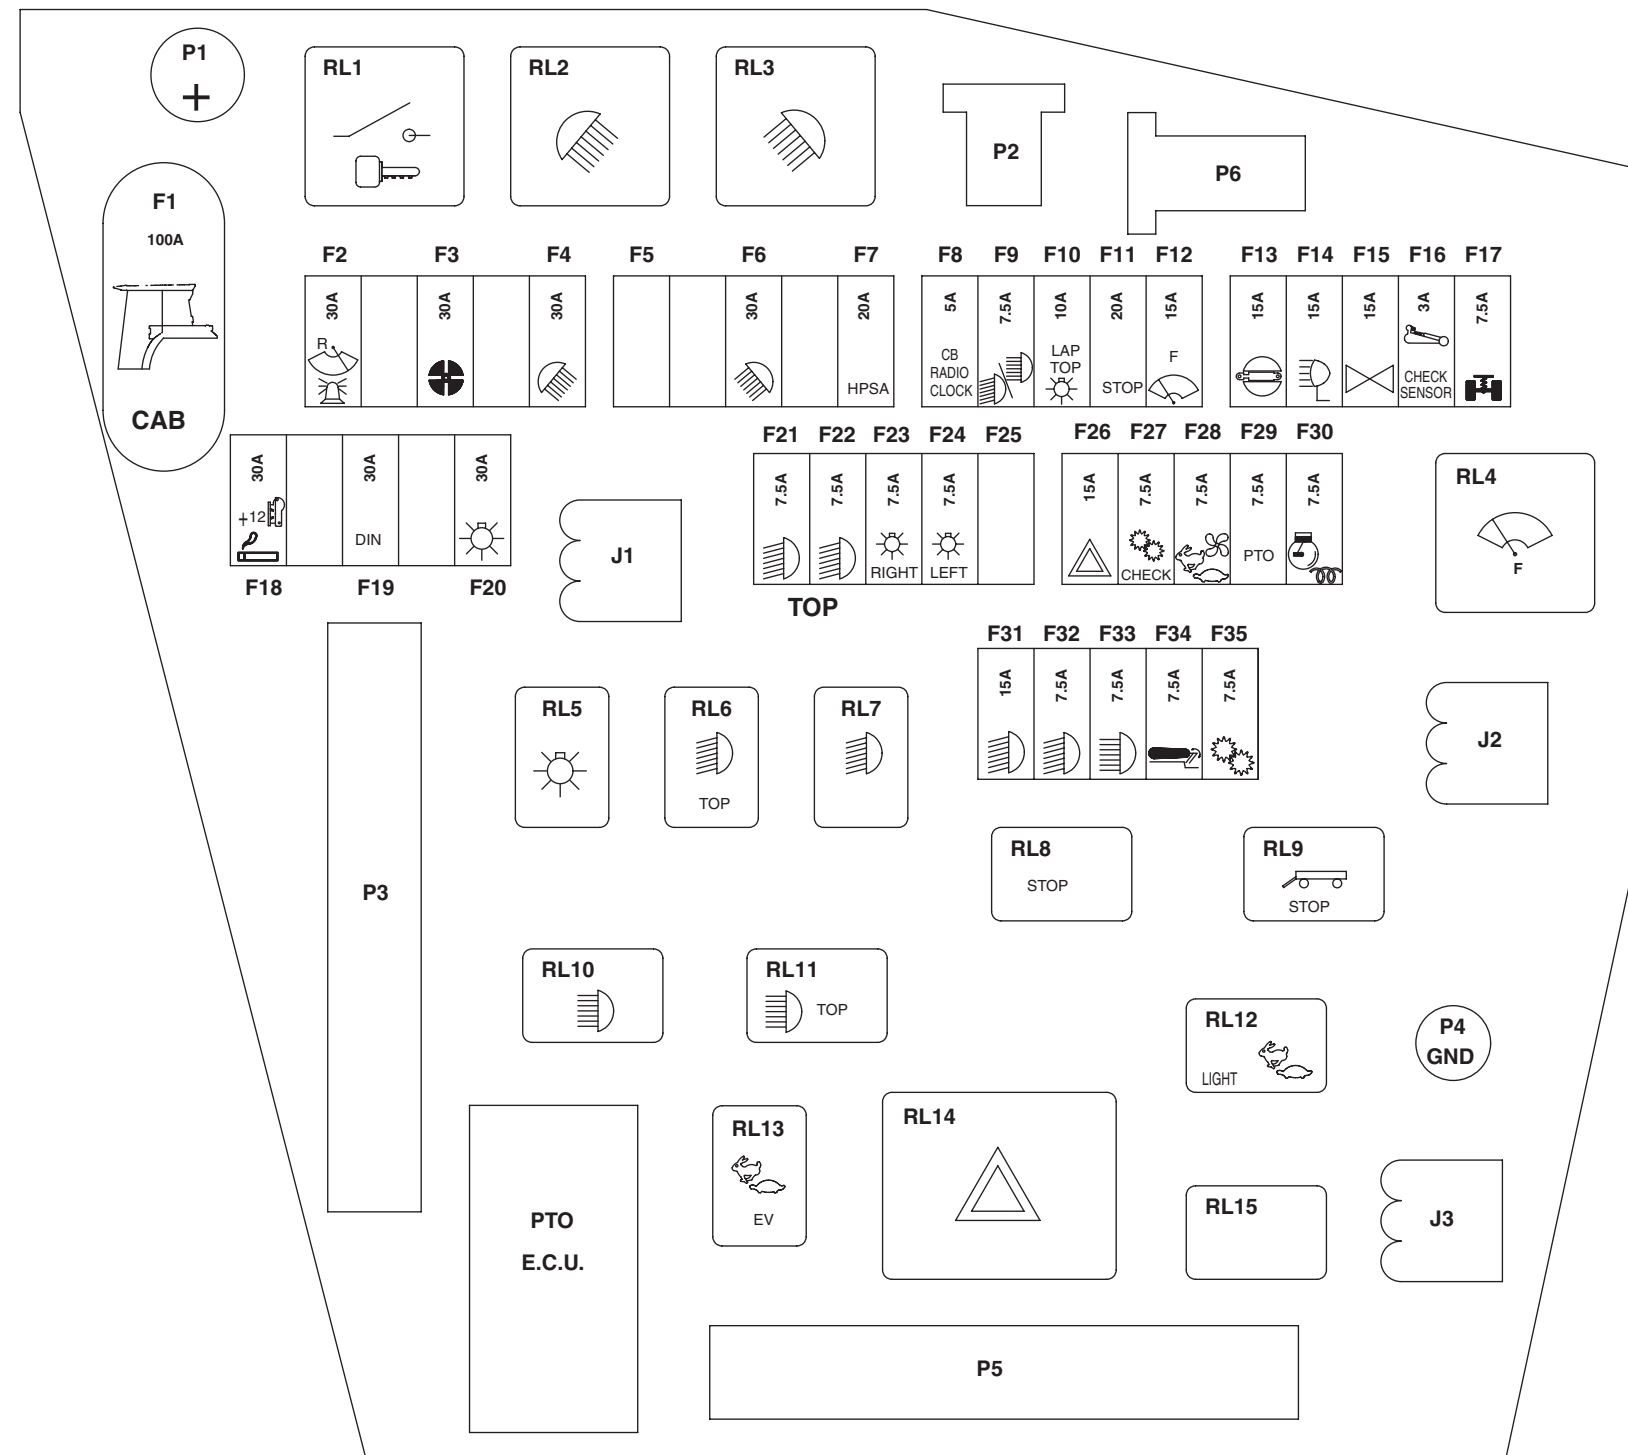 P1
+
RL1
RL2
RL3
P2
P6
F1
100A
CAB
F2 F3 F4 F5 F6 F7 F8 F9 F10 F11 F12 F13 F14 F15 F16 F17
30A 30A 30A 30A 20A 5A 7.5A 10A 20A 15A 15A 15A 15A 3A 7.5A
R
HPSA
CB
RADIO
CLOCK
LAP
TOP
STOP
F
CHECK
SENSOR
30A 30A 30A
+12
DIN
F18 F19 F20
J1
F21 F22 F23 F24 F25
7.5A 7.5A 7.5A 7.5A
RIGHT LEFT
TOP
F26 F27 F28 F29 F30
15A 7.5A 7.5A 7.5A 7.5A
CHECK
PTO
RL4
F
F31 F32 F33 F34 F35
15A 7.5A 7.5A 7.5A 7.5A
RL5
RL6
TOP
RL7
J2
P3
RL8
STOP
RL9
STOP
RL10
RL11
TOP
RL12
LIGHT
P4
GND
PTO
E.C.U.
RL13
EV
RL14
RL15
J3
P5